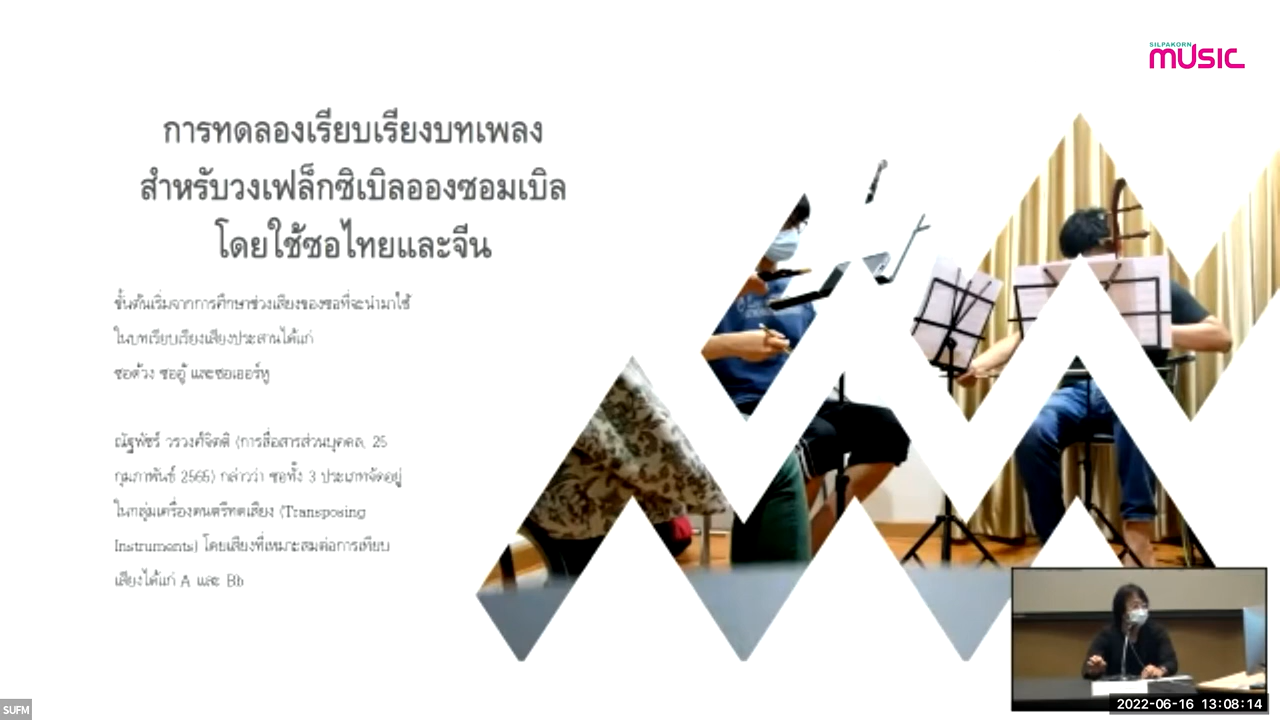 SILPAKORN
MUSIC
การทดลองเรียบเรียงบทเพลง
สำหรับวงเฟล็กซิเบิลอองซอมเบิล
โดยใช้ซอไทยและจีน
ขั้นต้นเริ่มจากการศึกษาช่วงเสียงของซอที่จะนำมาใช้
ในบทเรียบเรียงเสียงประสานได้แก่
ซอด้วง ซออู้ และซอเออร์หู
ณัฐพัชร์ วรวงศ์จิตติ (การสื่อสารส่วนบุคคล, 25
กุมภาพันธ์ 2565) กล่าวว่า ซอทั้ง 3 ประเภทจัดอยู่
ในกลุ่มเครื่องดนตรีทดเสียง (Transposing
Instruments) โดยเสียงที่เหมาะสมต่อการเทียบ
เสียงได้แก่ A และ Bb
SUFM
2022-06-16 13:08:14